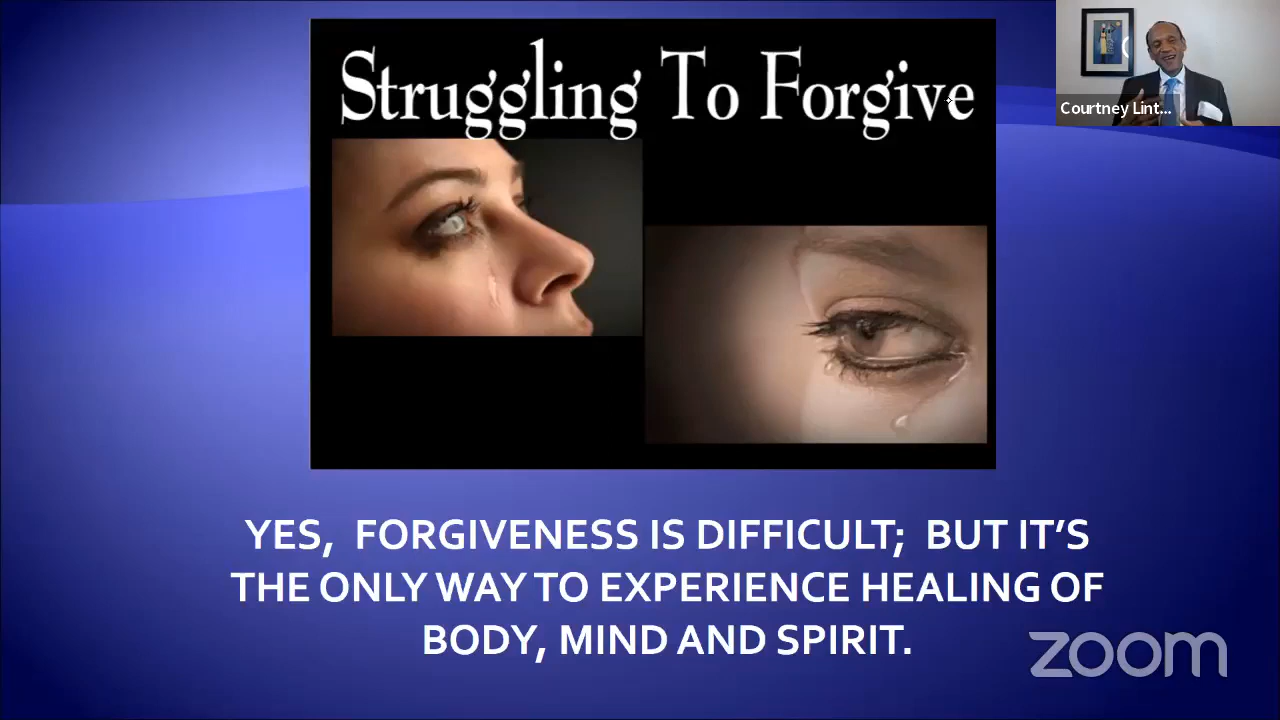 Struggling To Forgive
Courtney Lint...
YES, FORGIVENESS IS DIFFICULT; BUT IT'S
THE ONLY WAY TO EXPERIENCE HEALING OF
BODY, MIND AND SPIRIT.
zoom